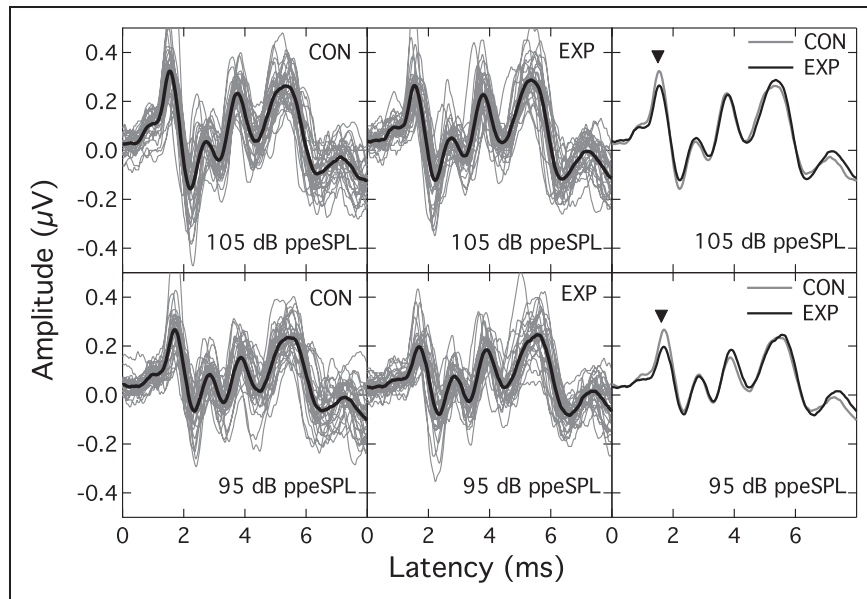 Amplitude (µV)
0.4
0.2
0.0
-0.2
-0.4
CON
105 dB ppeSPL
EXP
105 dB ppeSPL
CON
EXP
105 dB ppeSPL
0.4
0.2
0.0
-0.2
-0.4
CON
95 dB ppeSPL
EXP
95 dB ppeSPL
CON
EXP
95 dB ppeSPL
0 2 4 6 0 2 4 6 0 2 4 6
Latency (ms)